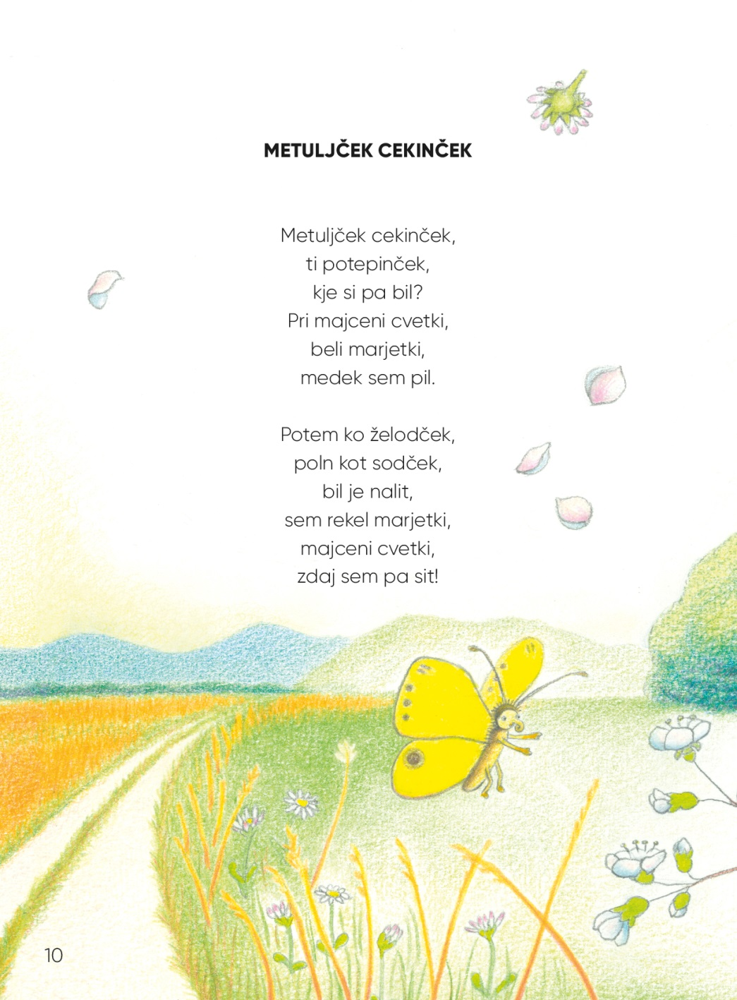 METULJČEK CEKINČEK
Metuljček cekinček,
ti potepinček,
kje si pa bil?
Pri majceni cvetki,
beli marjetki,
medek sem pil.
Potem ko želodček,
poln kot sodček,
bil je nalit,
sem rekel marjetki,
majceni cvetki,
zdaj sem pa sit!
10